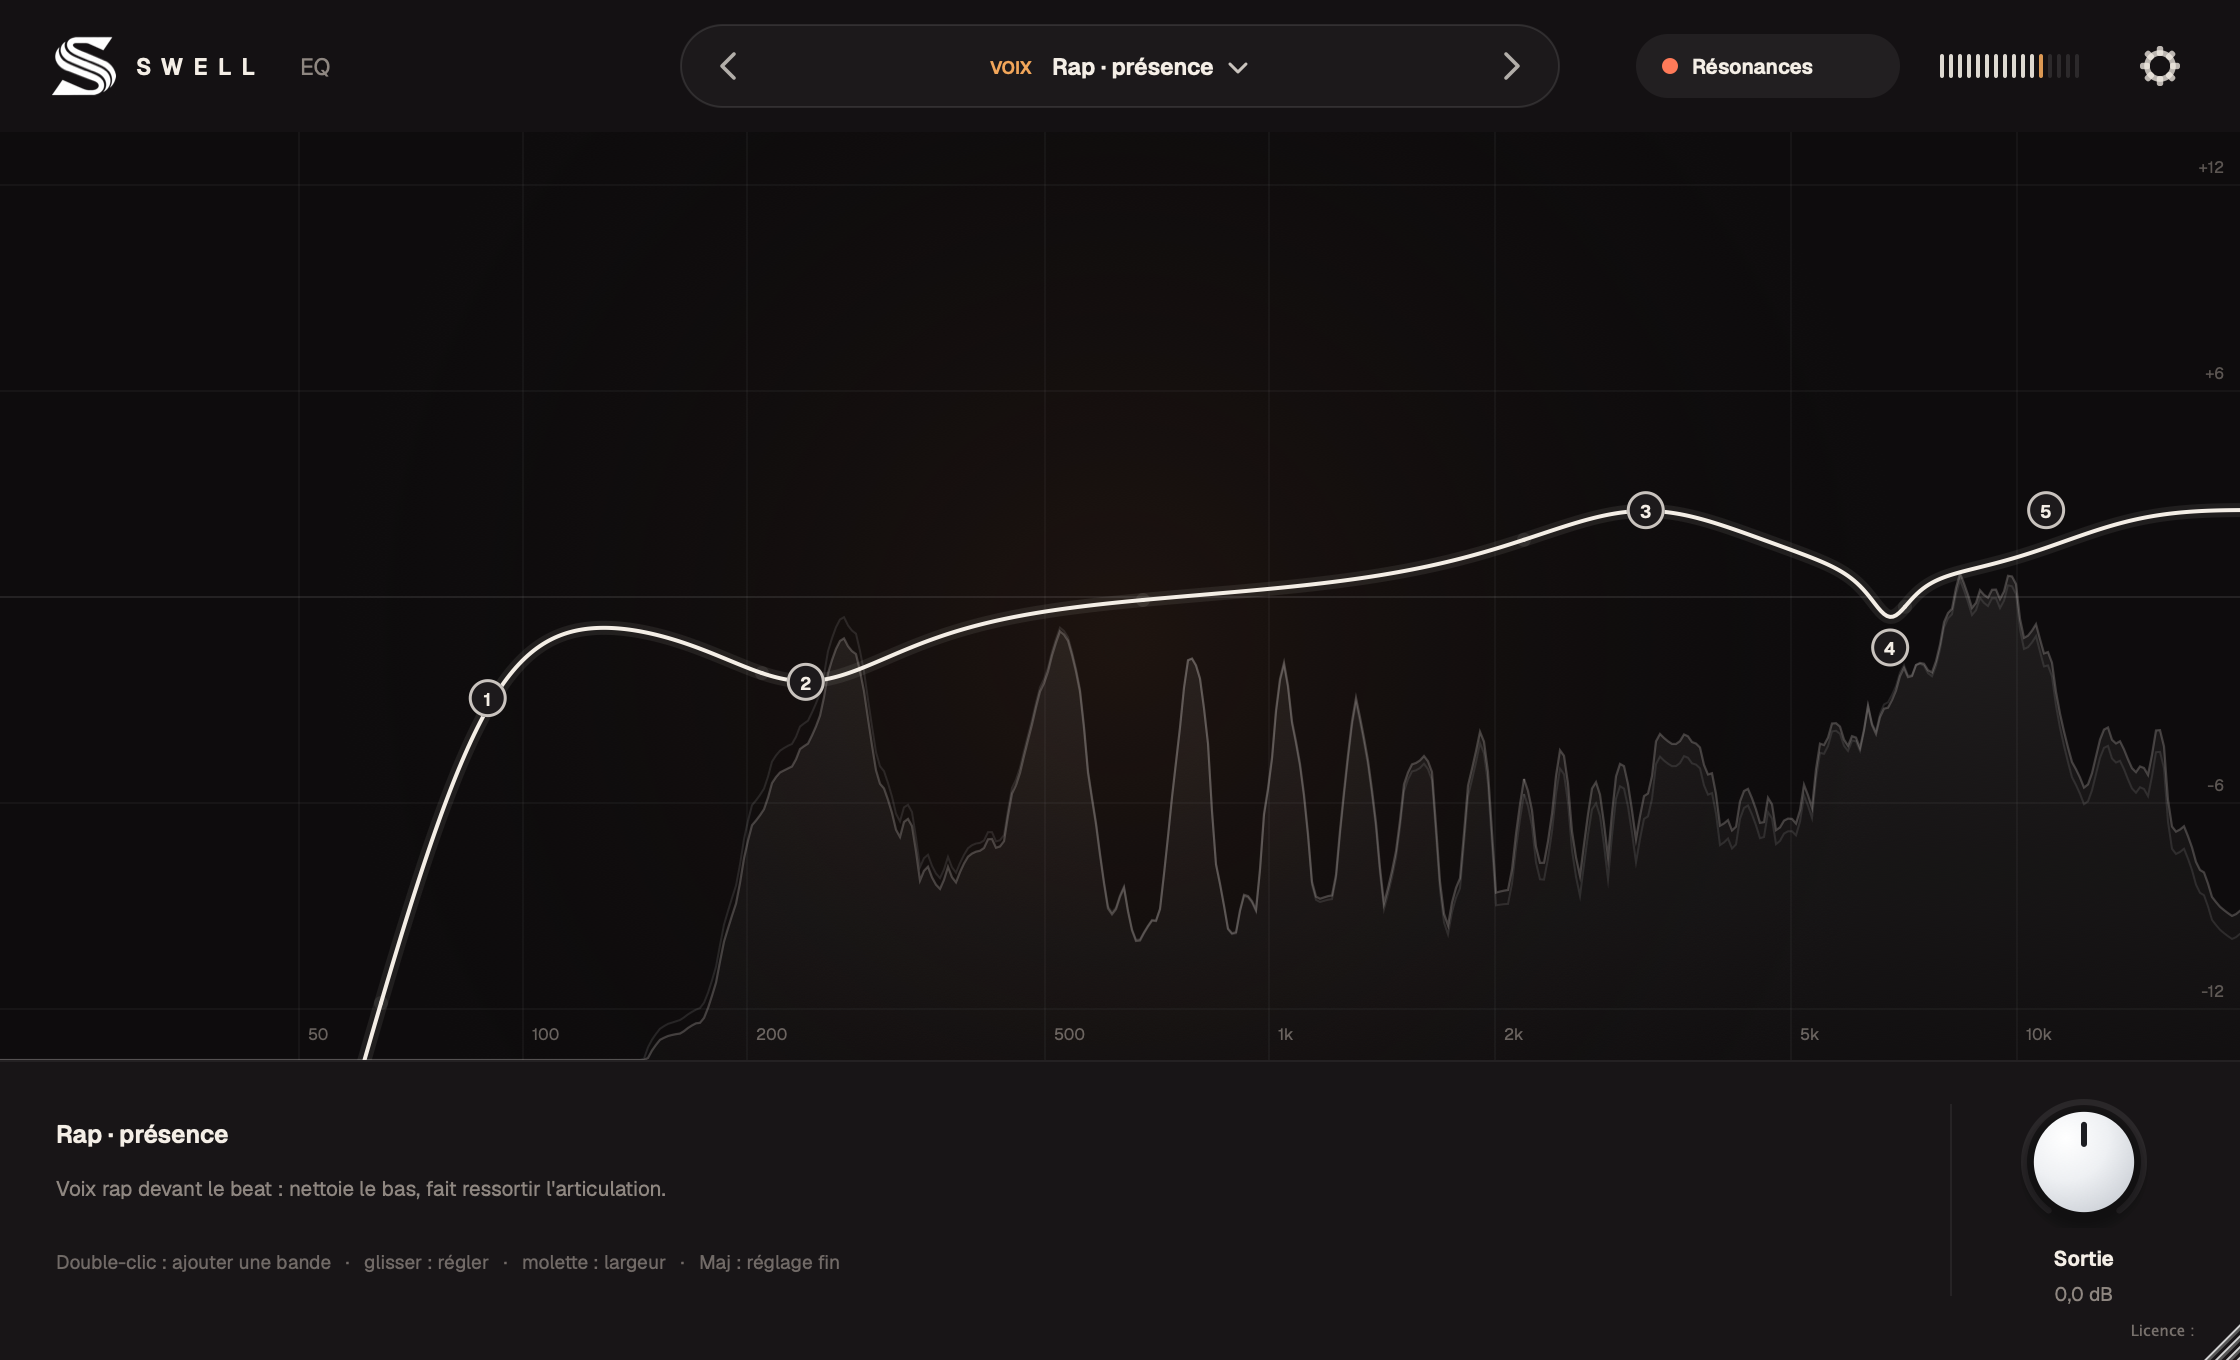 SWELL EQ
VOIX Rap · présence
Résonances
+12
+6
3
5
4
2
1
-6
-12
50 100 200 500 1k 2k 5k 10k
Rap · présence
Voix rap devant le beat : nettoie le bas, fait ressortir l'articulation.
Double-clic : ajouter une bande · glisser : régler · molette : largeur · Maj : réglage fin
Sortie
0,0 dB
Licence :